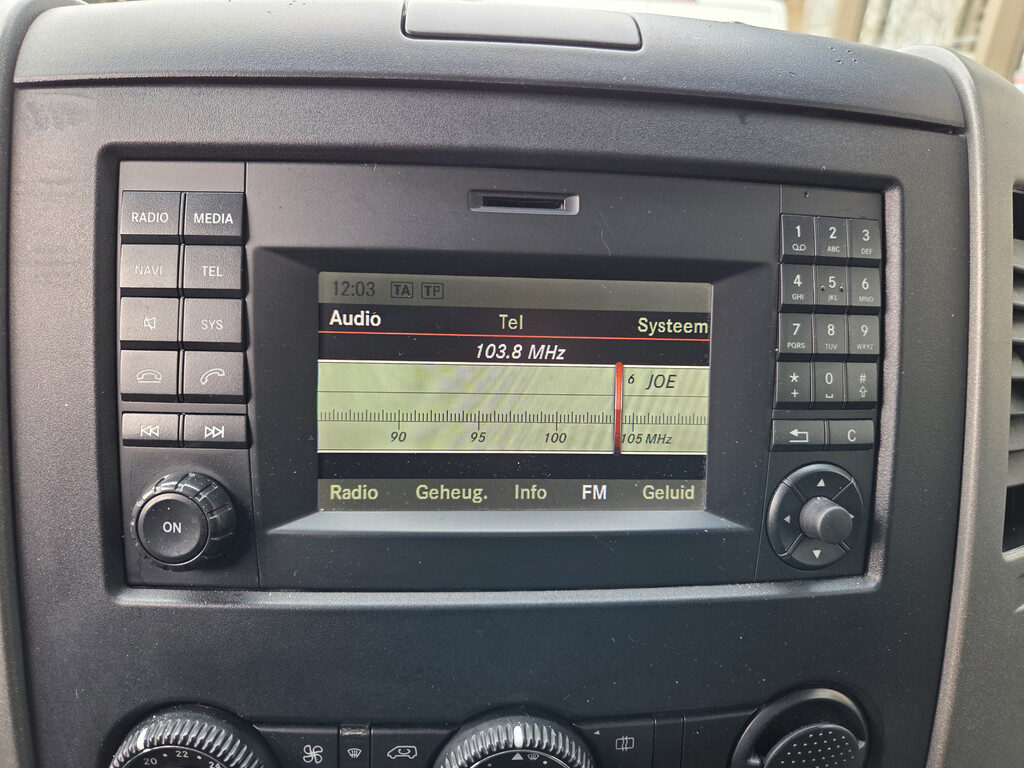 RADIO MEDIA
NAVI TEL
SYS
ON
12:03 TA TP
Audio Tel Systeem
103.8 MHz
6 JOE
90 95 100 105 MHz
Radio Geheug. Info FM Geluid
1 2 ABC 3 DEF
4 GHI 5 JKL 6 MNO
7 PQRS 8 TUV 9 WXYZ
* + 0 #
C
20 22